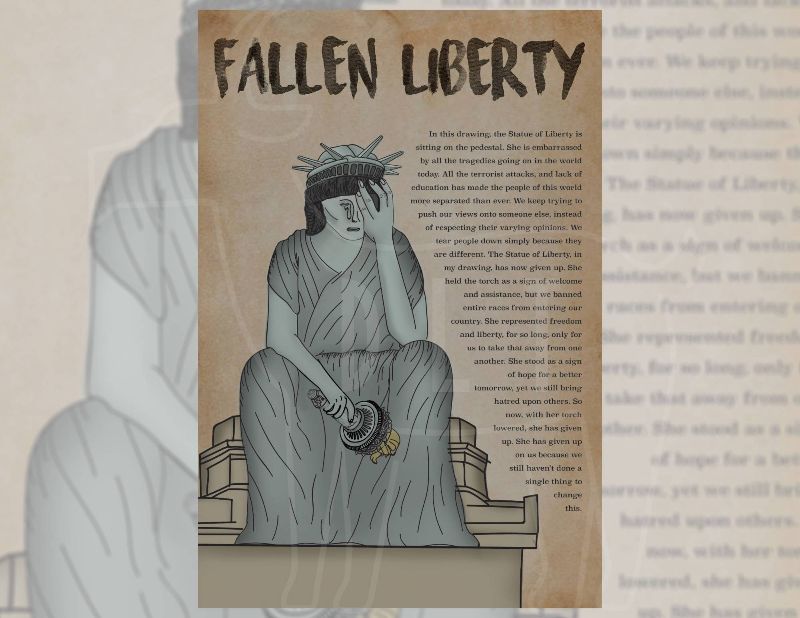 FALLEN LIBERTY
In this drawing, the Statue of Liberty is
sitting on the pedestal. She is embarrassed
by all the tragedies going on in the world
today. All the terrorist attacks, and lack of
education has made the people of this world
more separated than ever. We keep trying to
push our views onto someone else, instead
of respecting their varying opinions. We
tear people down simply because they
are different. The Statue of Liberty, in
my drawing, has now given up. She
held the torch as a sign of welcome
and assistance, but we banned
entire races from entering our
country. She represented freedom
and liberty, for so long, only for
us to take that away from one
another. She stood as a sign
of hope for a better
tomorrow, yet we still bring
hatred upon others. So
now, with her torch
lowered, she has given
up. She has given up
on us because we
still haven't done a
single thing to
change
this.